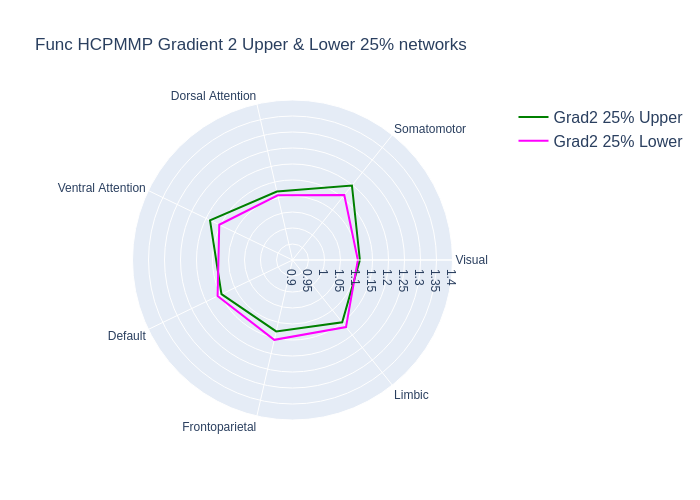 Func HCPMMP Gradient 2 Upper & Lower 25% networks
Dorsal Attention
Somatomotor
Grad2 25% Upper
Grad2 25% Lower
Ventral Attention
Visual
0.9
0.95
1
1.05
1.1
1.15
1.2
1.25
1.3
1.35
1.4
Default
Limbic
Frontoparietal